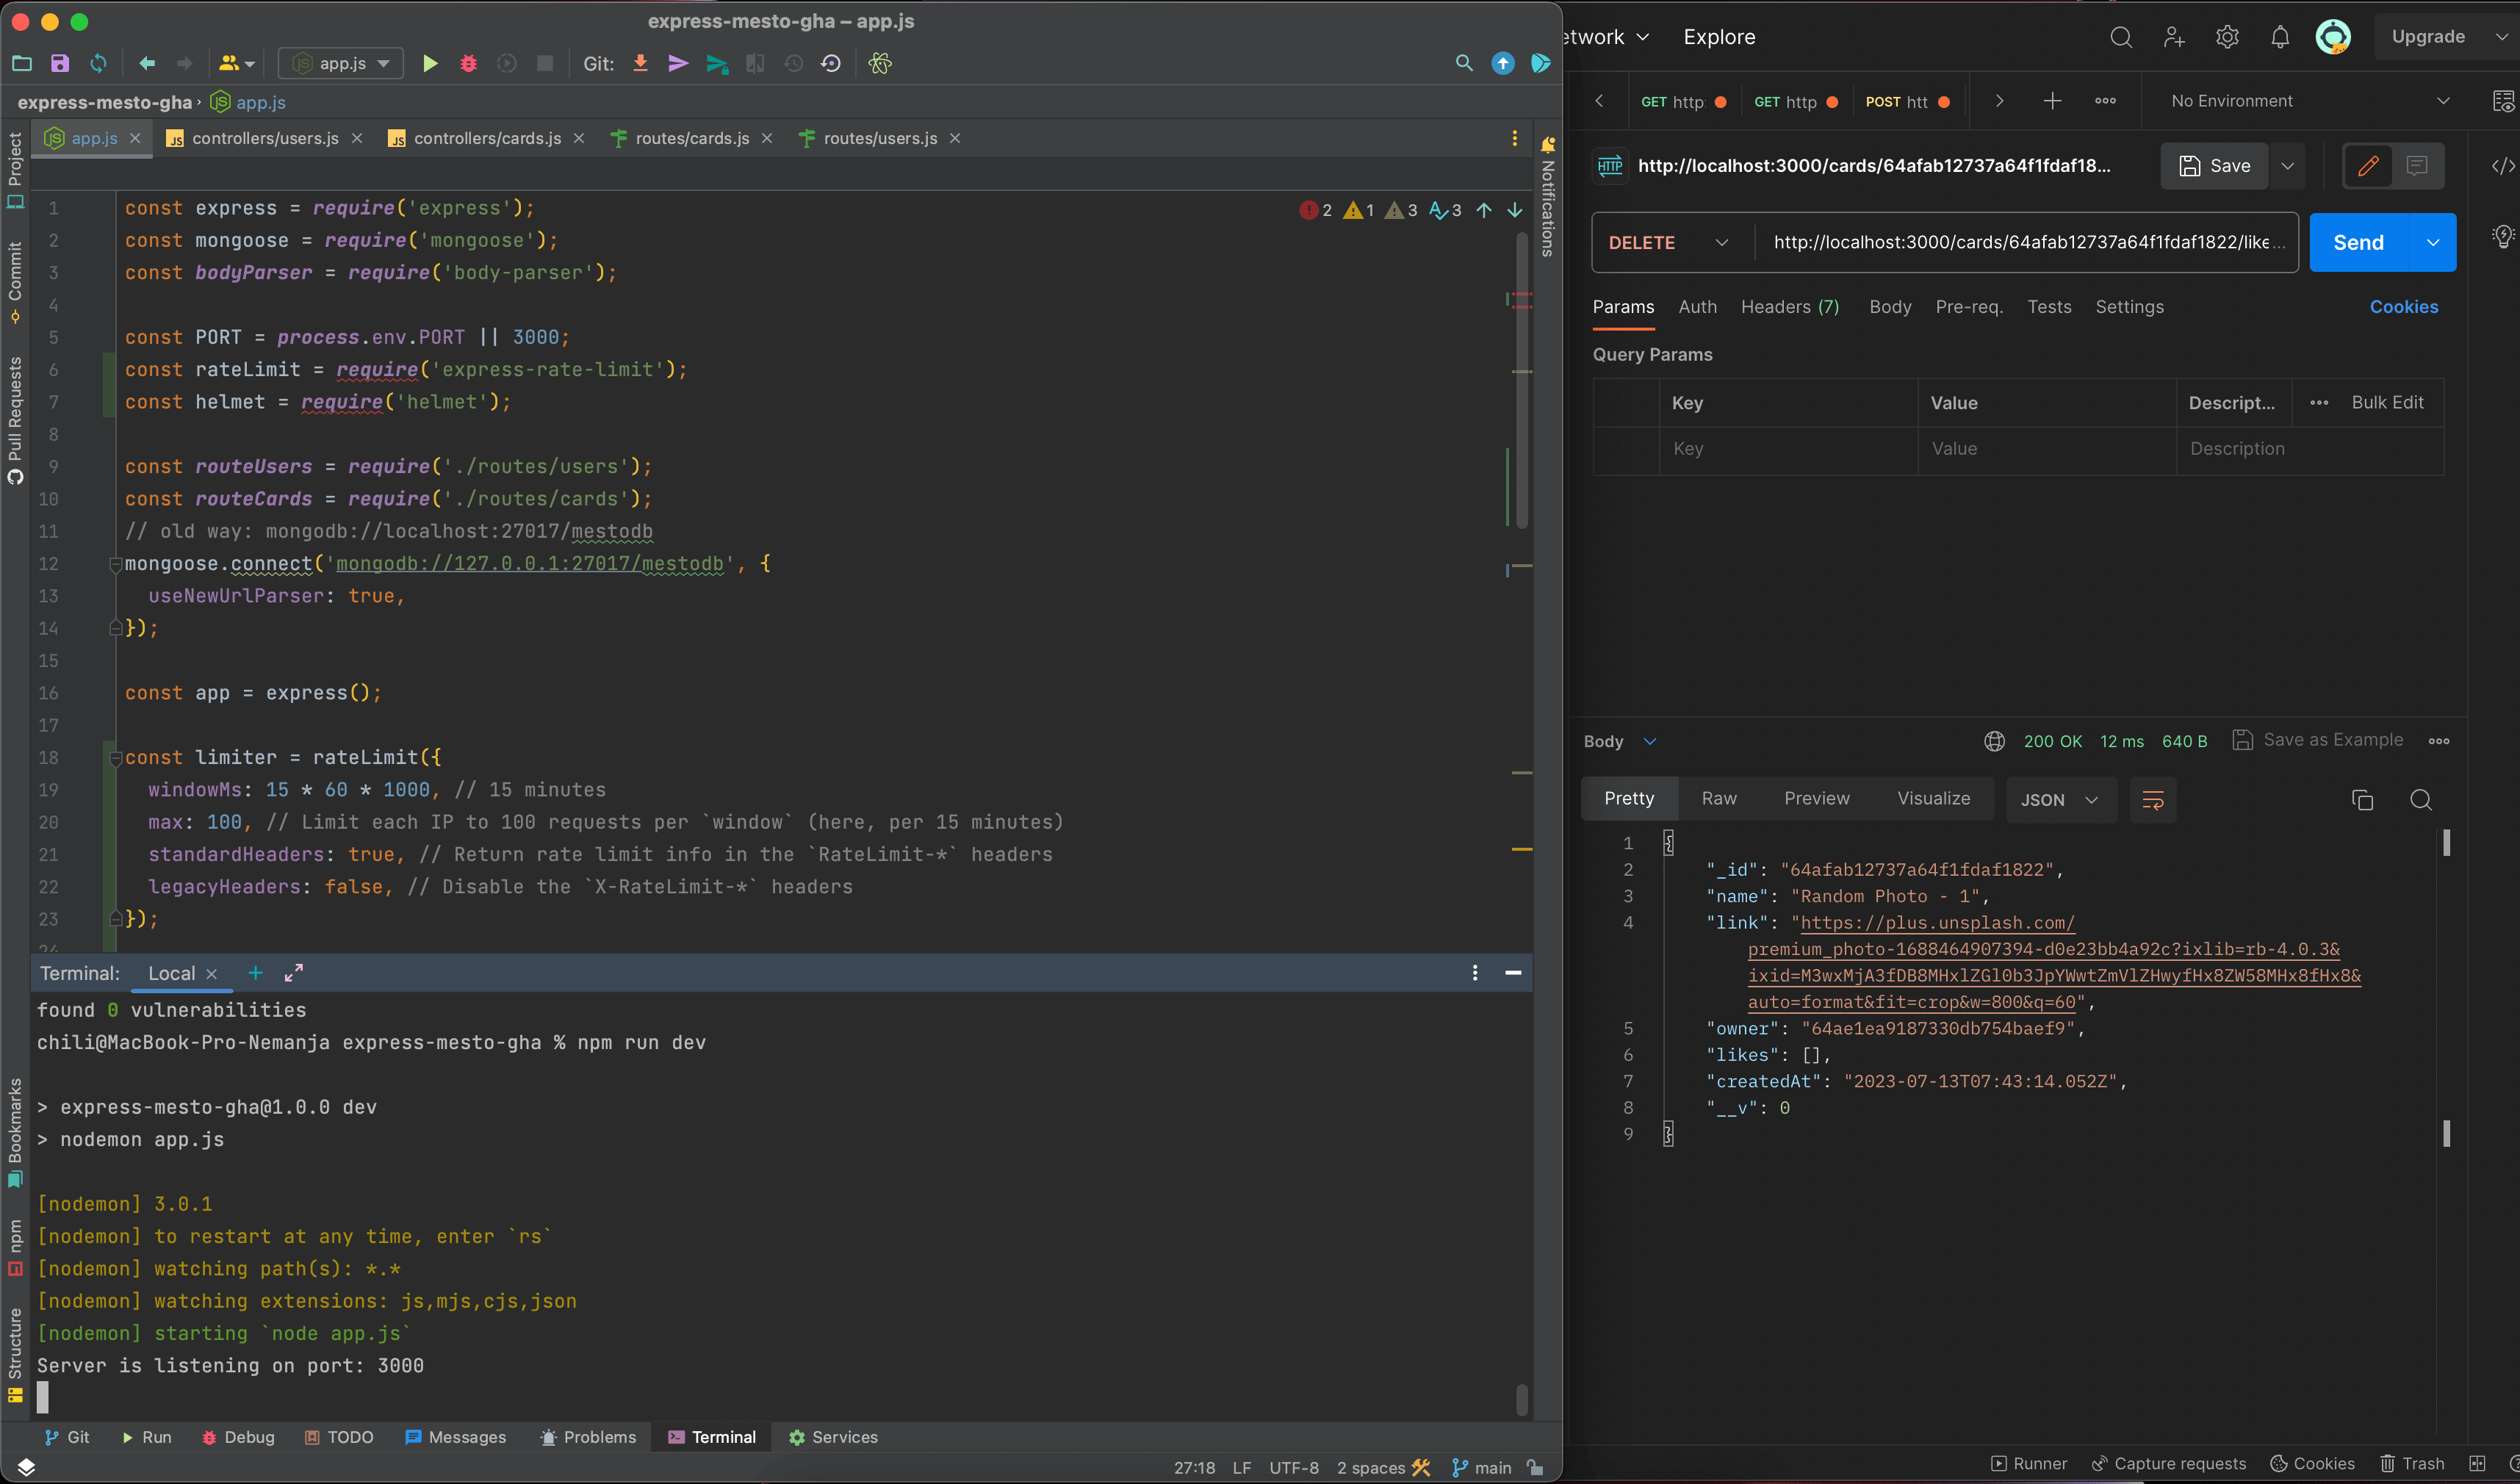 express-mesto-gha – app.js
app.js
Git:
express-mesto-gha › app.js
app.js
controllers/users.js
controllers/cards.js
routes/cards.js
routes/users.js
Project
Commit
Pull Requests
Bookmarks
npm
Structure
Notifications
2 1 3 3
1 const express = require('express');
2 const mongoose = require('mongoose');
3 const bodyParser = require('body-parser');
4
5 const PORT = process.env.PORT || 3000;
6 const rateLimit = require('express-rate-limit');
7 const helmet = require('helmet');
8
9 const routeUsers = require('./routes/users');
10 const routeCards = require('./routes/cards');
11 // old way: mongodb://localhost:27017/mestodb
12 mongoose.connect('mongodb://127.0.0.1:27017/mestodb', {
13 useNewUrlParser: true,
14 });
15
16 const app = express();
17
18 const limiter = rateLimit({
19 windowMs: 15 * 60 * 1000, // 15 minutes
20 max: 100, // Limit each IP to 100 requests per `window` (here, per 15 minutes)
21 standardHeaders: true, // Return rate limit info in the `RateLimit-*` headers
22 legacyHeaders: false, // Disable the `X-RateLimit-*` headers
23 });
24
Terminal: Local
found 0 vulnerabilities
chili@MacBook-Pro-Nemanja express-mesto-gha % npm run dev
> express-mesto-gha@1.0.0 dev
> nodemon app.js
[nodemon] 3.0.1
[nodemon] to restart at any time, enter `rs`
[nodemon] watching path(s): *.*
[nodemon] watching extensions: js,mjs,cjs,json
[nodemon] starting `node app.js`
Server is listening on port: 3000
Git Run Debug TODO Messages Problems Terminal Services
27:18 LF UTF-8 2 spaces main
etwork Explore Upgrade
GET http: GET http POST htt No Environment
HTTP http://localhost:3000/cards/64afab12737a64f1fdaf18... Save
DELETE http://localhost:3000/cards/64afab12737a64f1fdaf1822/like... Send
Params Auth Headers (7) Body Pre-req. Tests Settings Cookies
Query Params
Key Value Descript... Bulk Edit
Key Value Description
Body 200 OK 12 ms 640 B Save as Example
Pretty Raw Preview Visualize JSON
1 {
2 "_id": "64afab12737a64f1fdaf1822",
3 "name": "Random Photo - 1",
4 "link": "https://plus.unsplash.com/
premium_photo-1688464907394-d0e23bb4a92c?ixlib=rb-4.0.3&
ixid=M3wxMjA3fDB8MHxlZGl0b3JpYWwtZmVlZHwyfHx8ZW58MHx8fHx8&
auto=format&fit=crop&w=800&q=60",
5 "owner": "64ae1ea9187330db754baef9",
6 "likes": [],
7 "createdAt": "2023-07-13T07:43:14.052Z",
8 "__v": 0
9 }
Runner Capture requests Cookies Trash